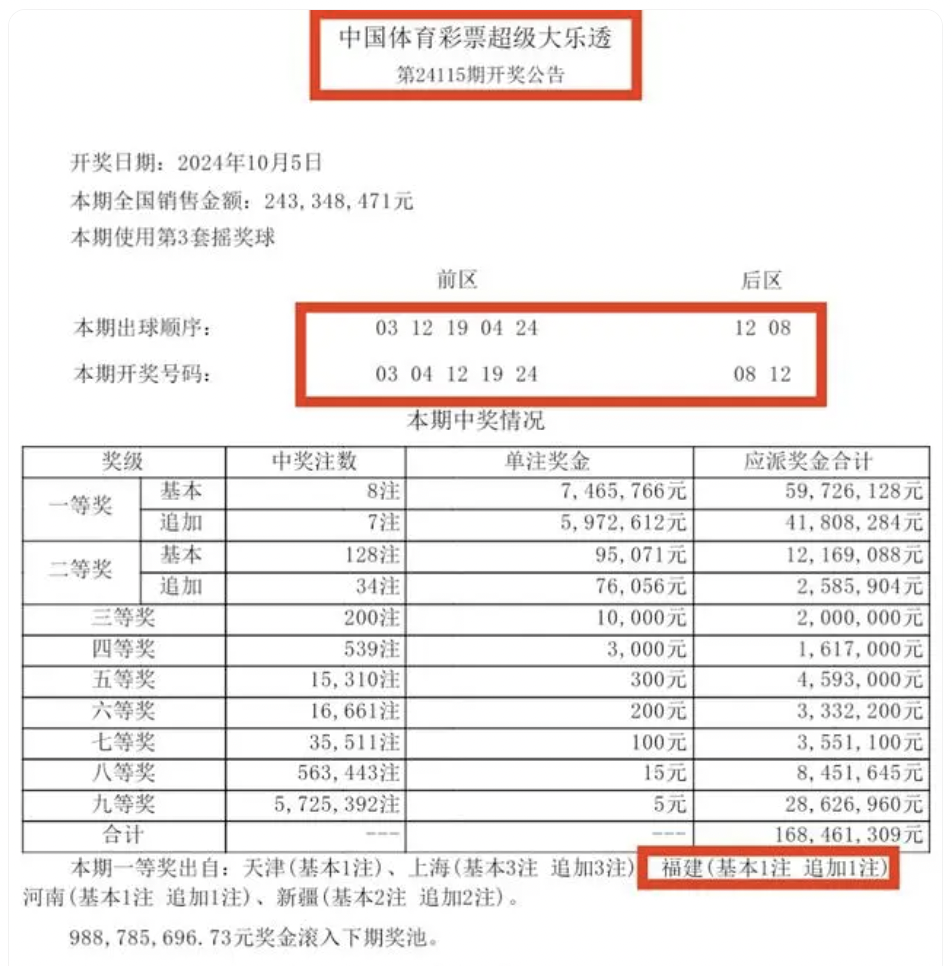 中国体育彩票超级大乐透
第24115期开奖公告
开奖日期：2024年10月5日
本期全国销售金额：243,348,471元
本期使用第3套摇奖球
前区 后区
本期出球顺序： 03 12 19 04 24 12 08
本期开奖号码： 03 04 12 19 24 08 12
本期中奖情况
奖级 中奖注数 单注奖金 应派奖金合计
一等奖 基本 8注 7,465,766元 59,726,128元
追加 7注 5,972,612元 41,808,284元
二等奖 基本 128注 95,071元 12,169,088元
追加 34注 76,056元 2,585,904元
三等奖 200注 10,000元 2,000,000元
四等奖 539注 3,000元 1,617,000元
五等奖 15,310注 300元 4,593,000元
六等奖 16,661注 200元 3,332,200元
七等奖 35,511注 100元 3,551,100元
八等奖 563,443注 15元 8,451,645元
九等奖 5,725,392注 5元 28,626,960元
合计 --- --- 168,461,309元
本期一等奖出自：天津(基本1注)、上海(基本3注 追加3注) 福建(基本1注 追加1注)
河南(基本1注 追加1注)、新疆(基本2注 追加2注)。
988,785,696.73元奖金滚入下期奖池。